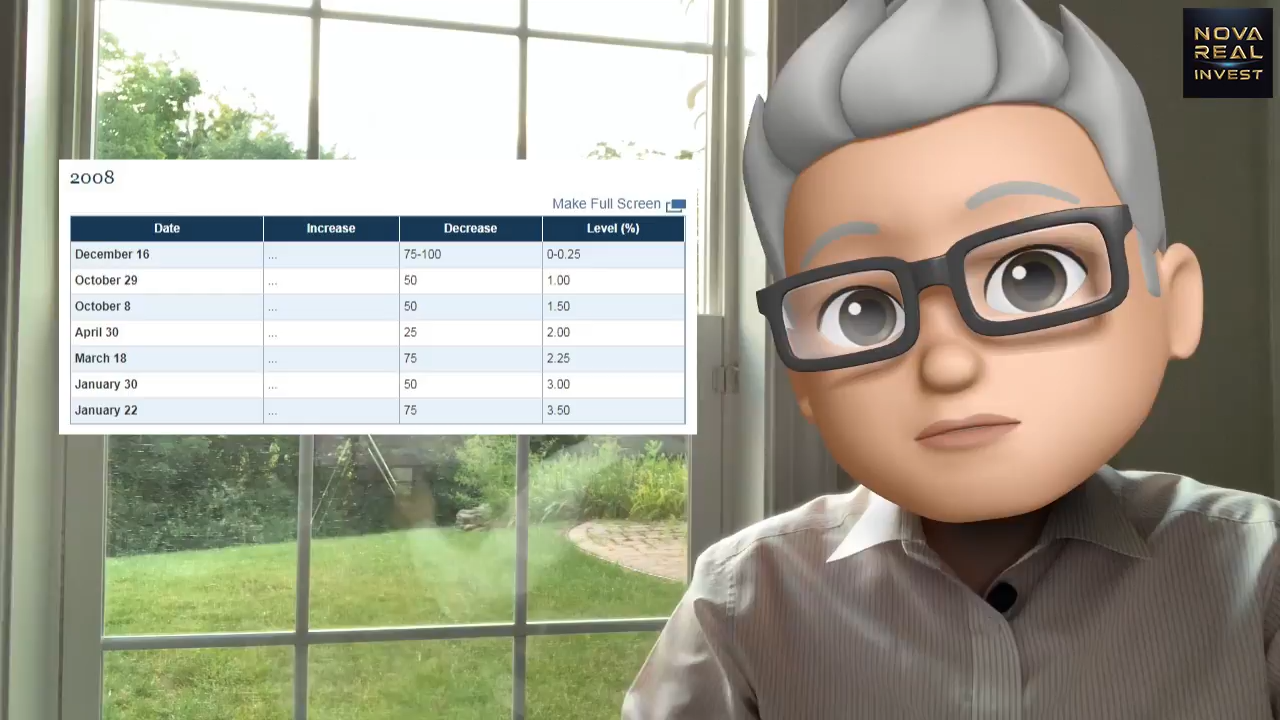 NOVA
REAL
INVEST
2008
Make Full Screen
Date Increase Decrease Level (%)
December 16 ... 75-100 0-0.25
October 29 ... 50 1.00
October 8 ... 50 1.50
April 30 ... 25 2.00
March 18 ... 75 2.25
January 30 ... 50 3.00
January 22 ... 75 3.50